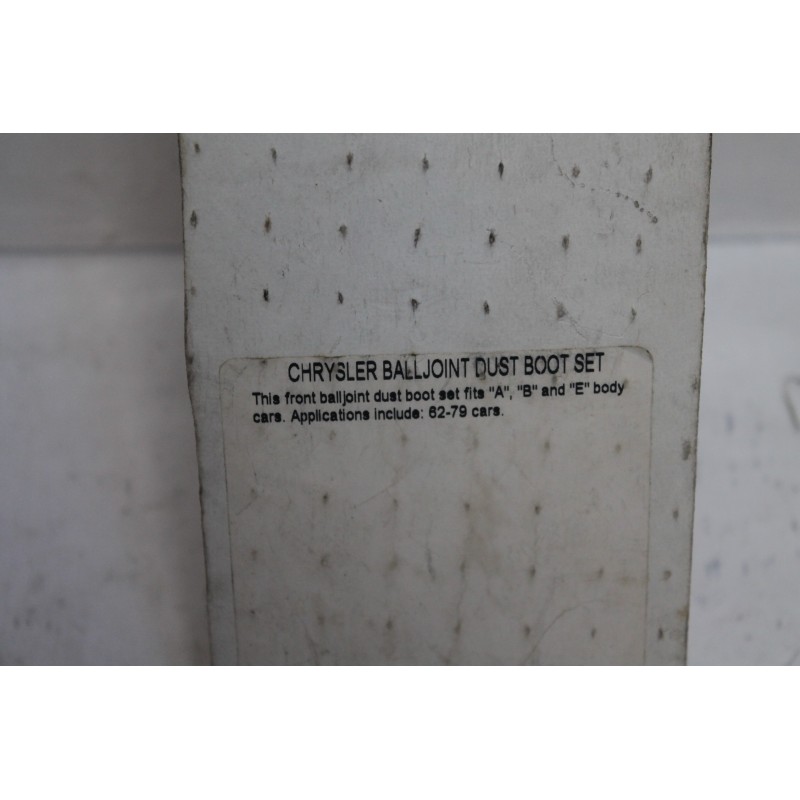 CHRYSLER BALLJOINT DUST BOOT SET
This front balljoint dust boot set fits "A", "B" and "E" body
cars. Applications include: 62-79 cars.